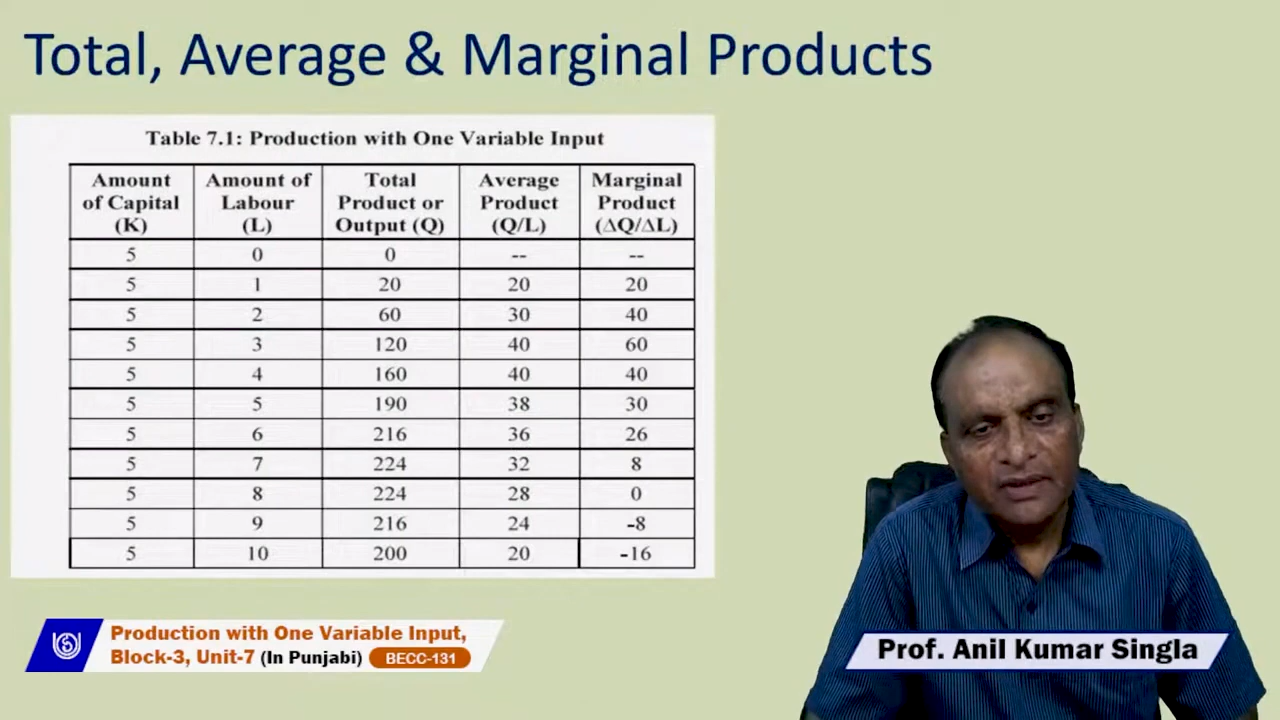 Total, Average & Marginal Products
Table 7.1: Production with One Variable Input
Amount of Capital (K) Amount of Labour (L) Total Product or Output (Q) Average Product (Q/L) Marginal Product (ΔQ/ΔL)
5 0 0 -- --
5 1 20 20 20
5 2 60 30 40
5 3 120 40 60
5 4 160 40 40
5 5 190 38 30
5 6 216 36 26
5 7 224 32 8
5 8 224 28 0
5 9 216 24 -8
5 10 200 20 -16
Production with One Variable Input,
Block-3, Unit-7 (In Punjabi) BECC-131
Prof. Anil Kumar Singla